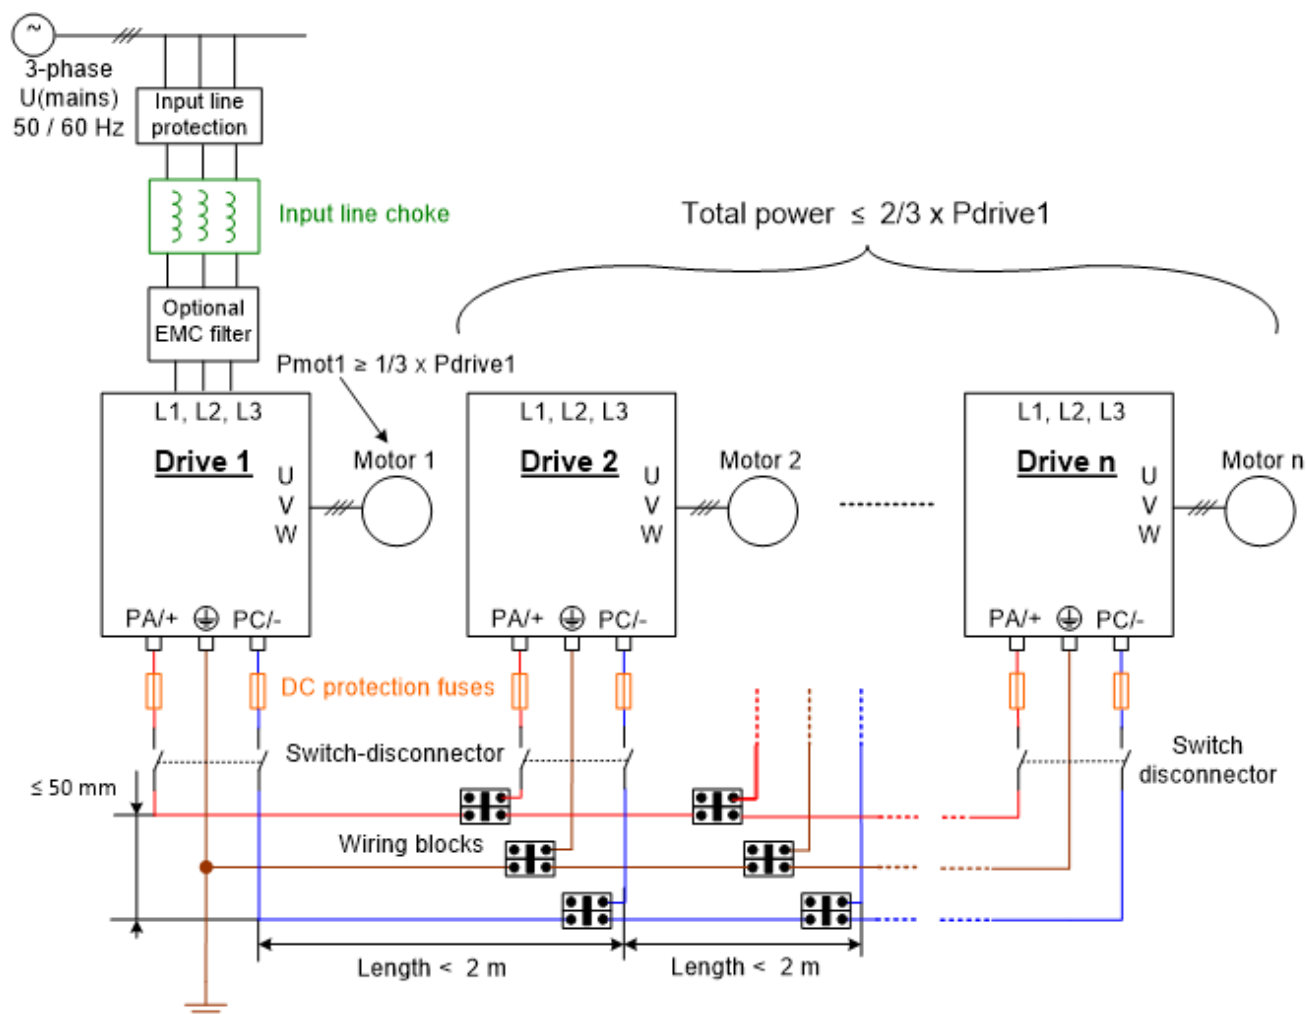 ~
3-phase
U(mains)
50 / 60 Hz
Input line
protection
Input line choke
Total power ≤ 2/3 x Pdrive1
Optional
EMC filter
Pmot1 ≥ 1/3 x Pdrive1
L1, L2, L3
Drive 1
U
V
W
Motor 1
PA/+
PC/-
L1, L2, L3
Drive 2
U
V
W
Motor 2
PA/+
PC/-
L1, L2, L3
Drive n
U
V
W
Motor n
PA/+
PC/-
DC protection fuses
Switch-disconnector
Switch
disconnector
≤ 50 mm
Wiring blocks
Length < 2 m
Length < 2 m